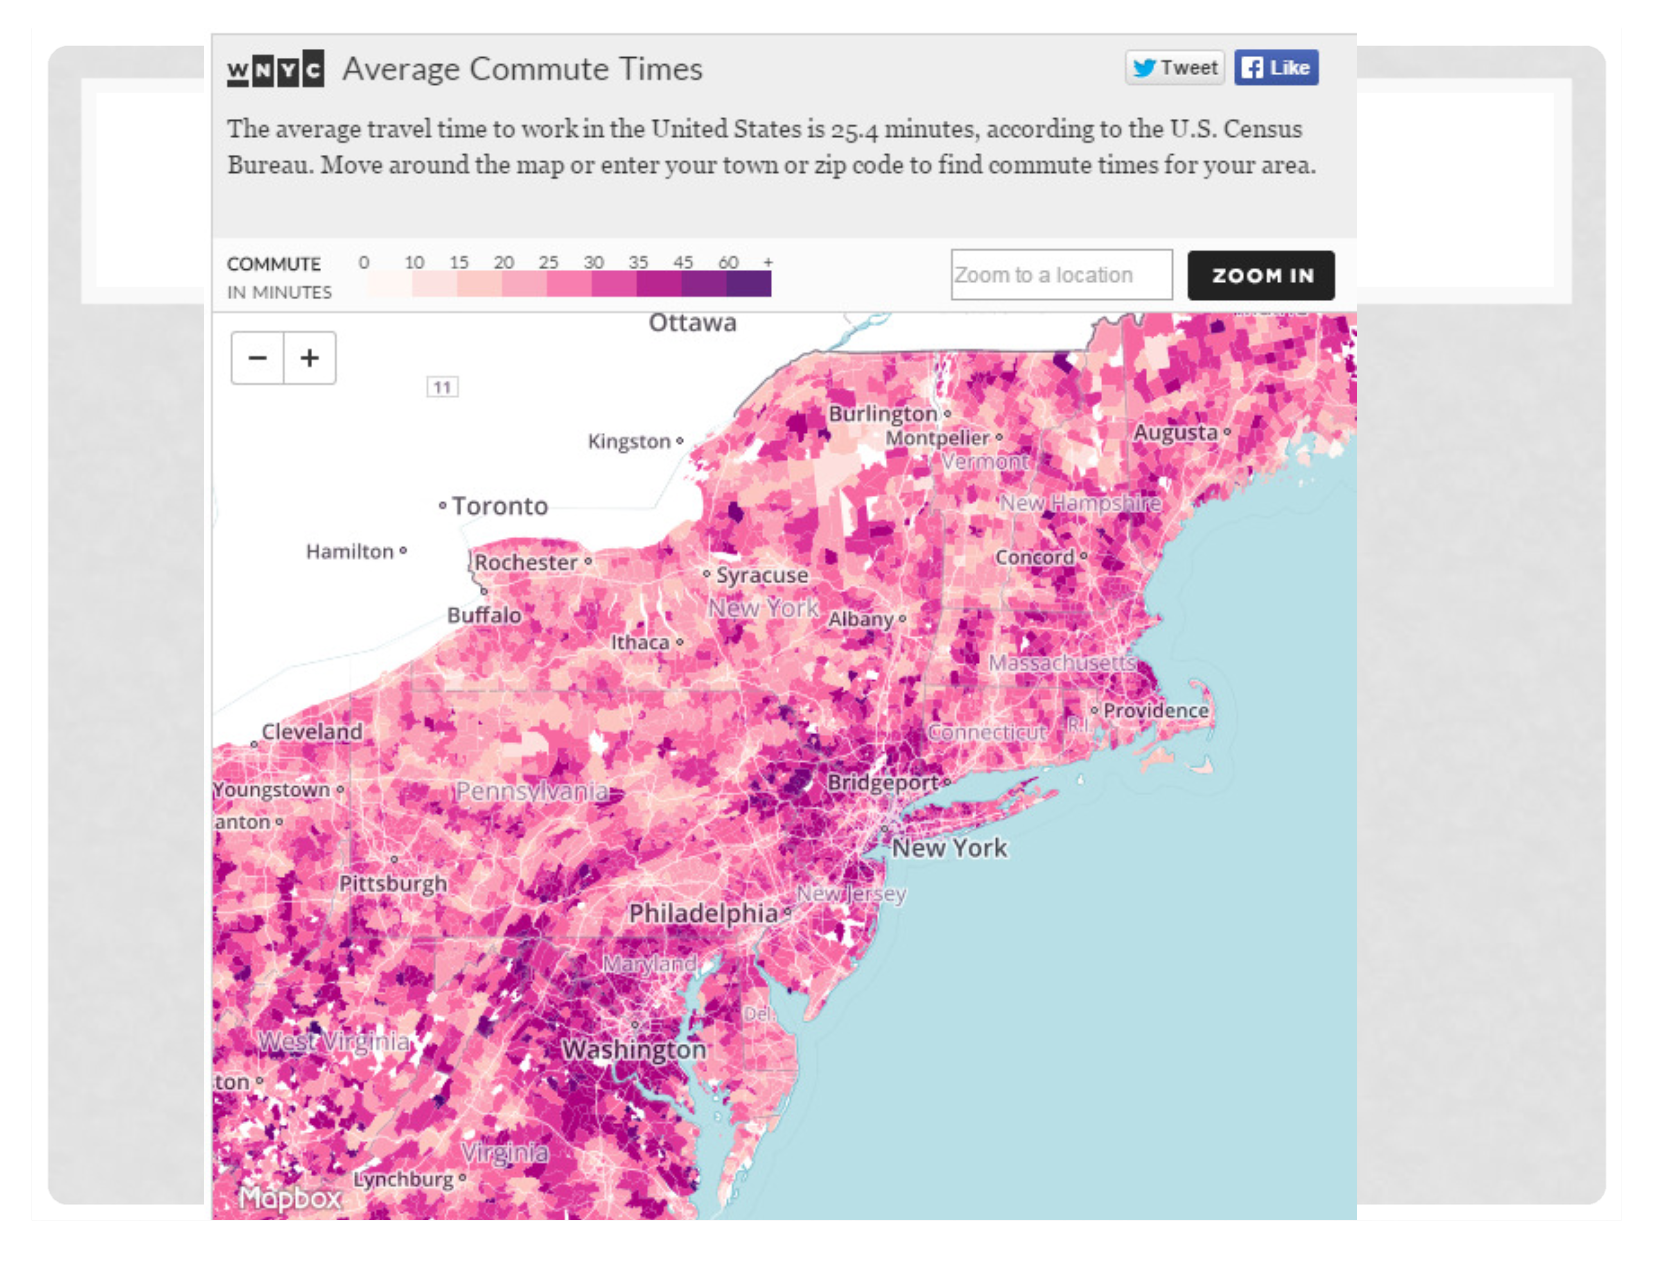 WNYC Average Commute Times
Tweet
Like
The average travel time to work in the United States is 25.4 minutes, according to the U.S. Census
Bureau. Move around the map or enter your town or zip code to find commute times for your area.
COMMUTE
IN MINUTES
0 10 15 20 25 30 35 45 60 +
Zoom to a location
ZOOM IN
− +
Ottawa
11
Burlington
Kingston
Montpelier
Augusta
Vermont
Toronto
New Hampshire
Hamilton
Rochester
Concord
Syracuse
Buffalo
New York
Albany
Ithaca
Massachusetts
Providence
Cleveland
Connecticut
R.I.
Youngstown
Pennsylvania
Bridgeport
anton
New York
Pittsburgh
New Jersey
Philadelphia
Maryland
Del.
West Virginia
Washington
ton
Virginia
Lynchburg
Mapbox